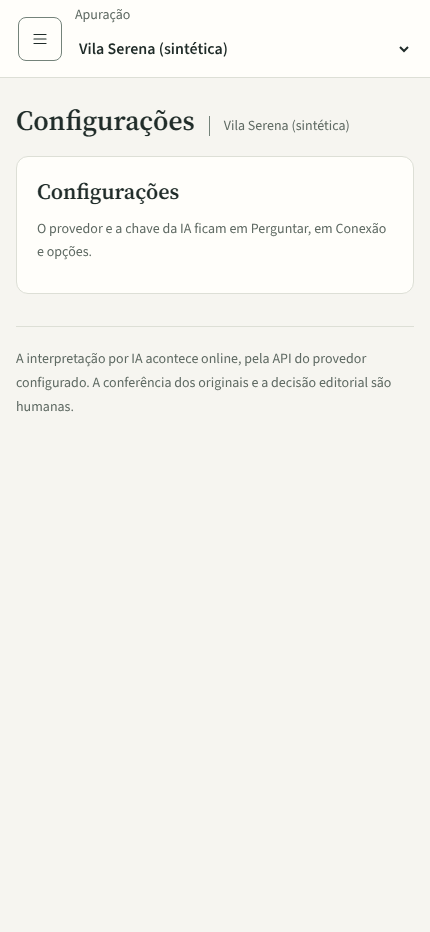 Apuração
Vila Serena (sintética)
Configurações
Vila Serena (sintética)
Configurações
O provedor e a chave da IA ficam em Perguntar, em Conexão
e opções.
A interpretação por IA acontece online, pela API do provedor
configurado. A conferência dos originais e a decisão editorial são
humanas.